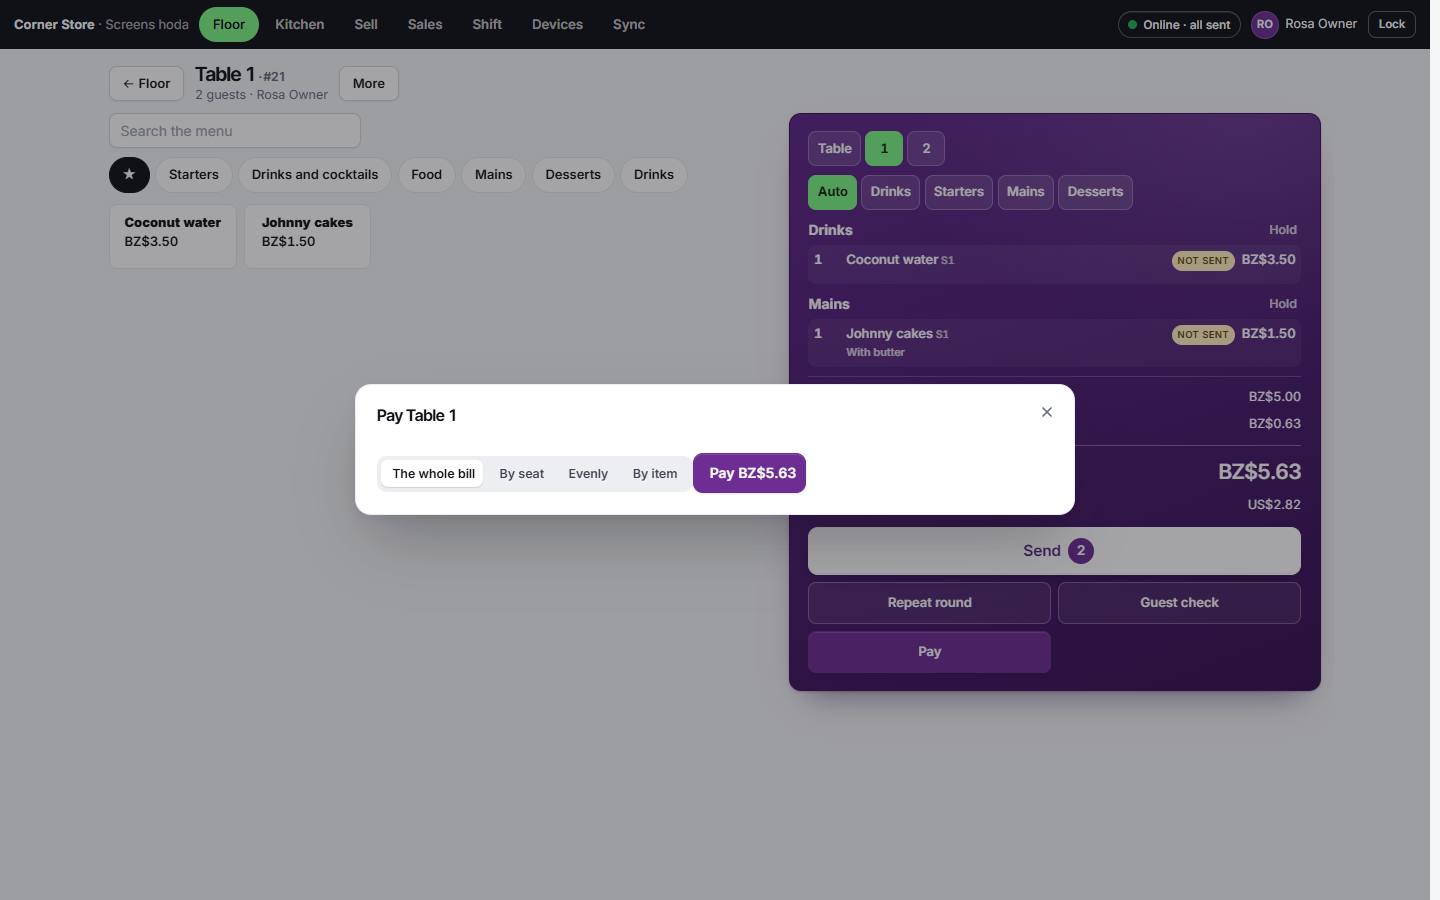 Corner Store · Screens hoda Floor Kitchen Sell Sales Shift Devices Sync Online · all sent RO Rosa Owner Lock
← Floor
Table 1 · #21
2 guests · Rosa Owner
More
Search the menu
★ Starters Drinks and cocktails Food Mains Desserts Drinks
Coconut water
BZ$3.50
Johnny cakes
BZ$1.50
Table 1 2
Auto Drinks Starters Mains Desserts
Drinks Hold
1 Coconut water S1 NOT SENT BZ$3.50
Mains Hold
1 Johnny cakes S1 NOT SENT BZ$1.50
With butter
BZ$5.00
BZ$0.63
BZ$5.63
US$2.82
Pay Table 1 ×
The whole bill By seat Evenly By item Pay BZ$5.63
Send 2
Repeat round Guest check
Pay